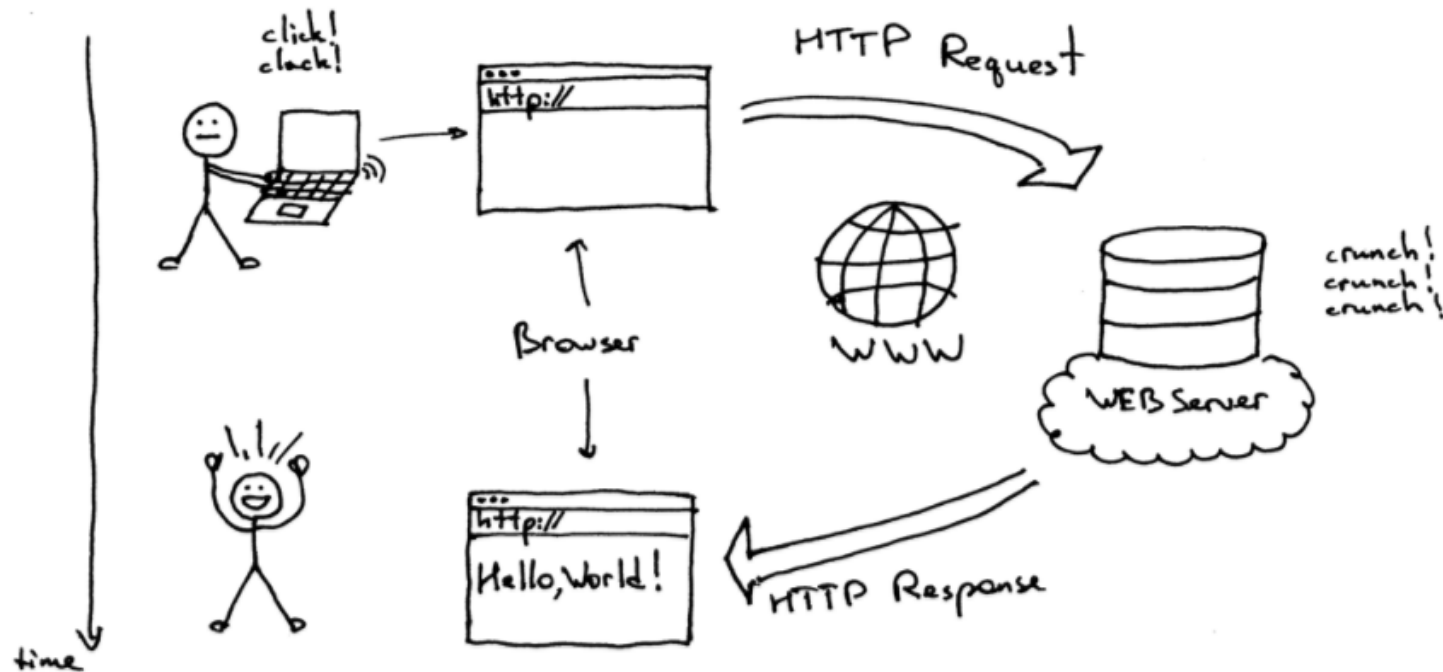 click!
clack!
http://
HTTP Request
crunch!
crunch!
crunch!
Browser
WWW
WEB Server
http://
Hello, World!
HTTP Response
time